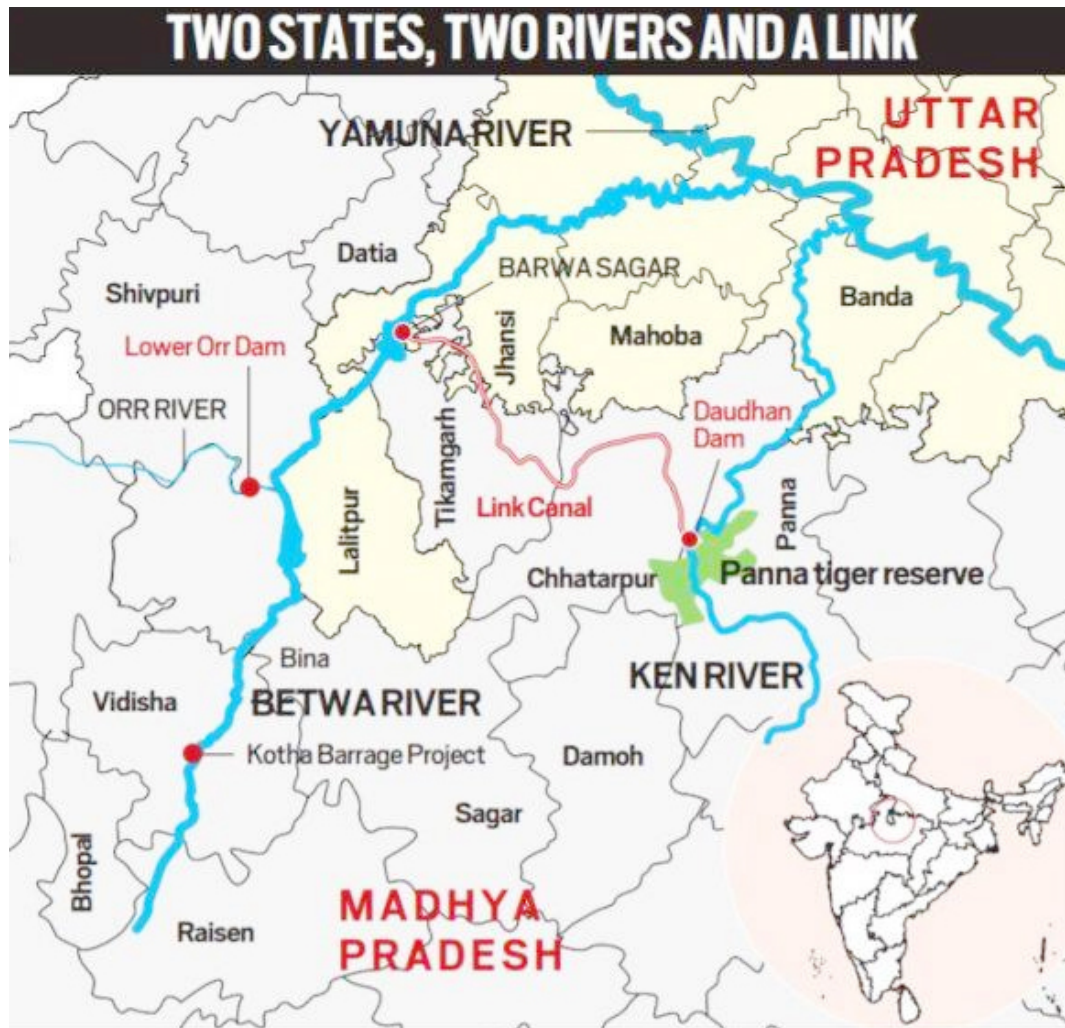 TWO STATES, TWO RIVERS AND A LINK
YAMUNA RIVER
UTTAR
PRADESH
Datia
BARWA SAGAR
Shivpuri
Banda
Lower Orr Dam
Jhansi
Mahoba
ORR RIVER
Daudhan
Dam
Tikamgarh
Link Canal
Lalitpur
Panna
Chhatarpur
Panna tiger reserve
Bina
KEN RIVER
Vidisha
BETWA RIVER
Kotha Barrage Project
Damoh
Sagar
Bhopal
MADHYA
PRADESH
Raisen